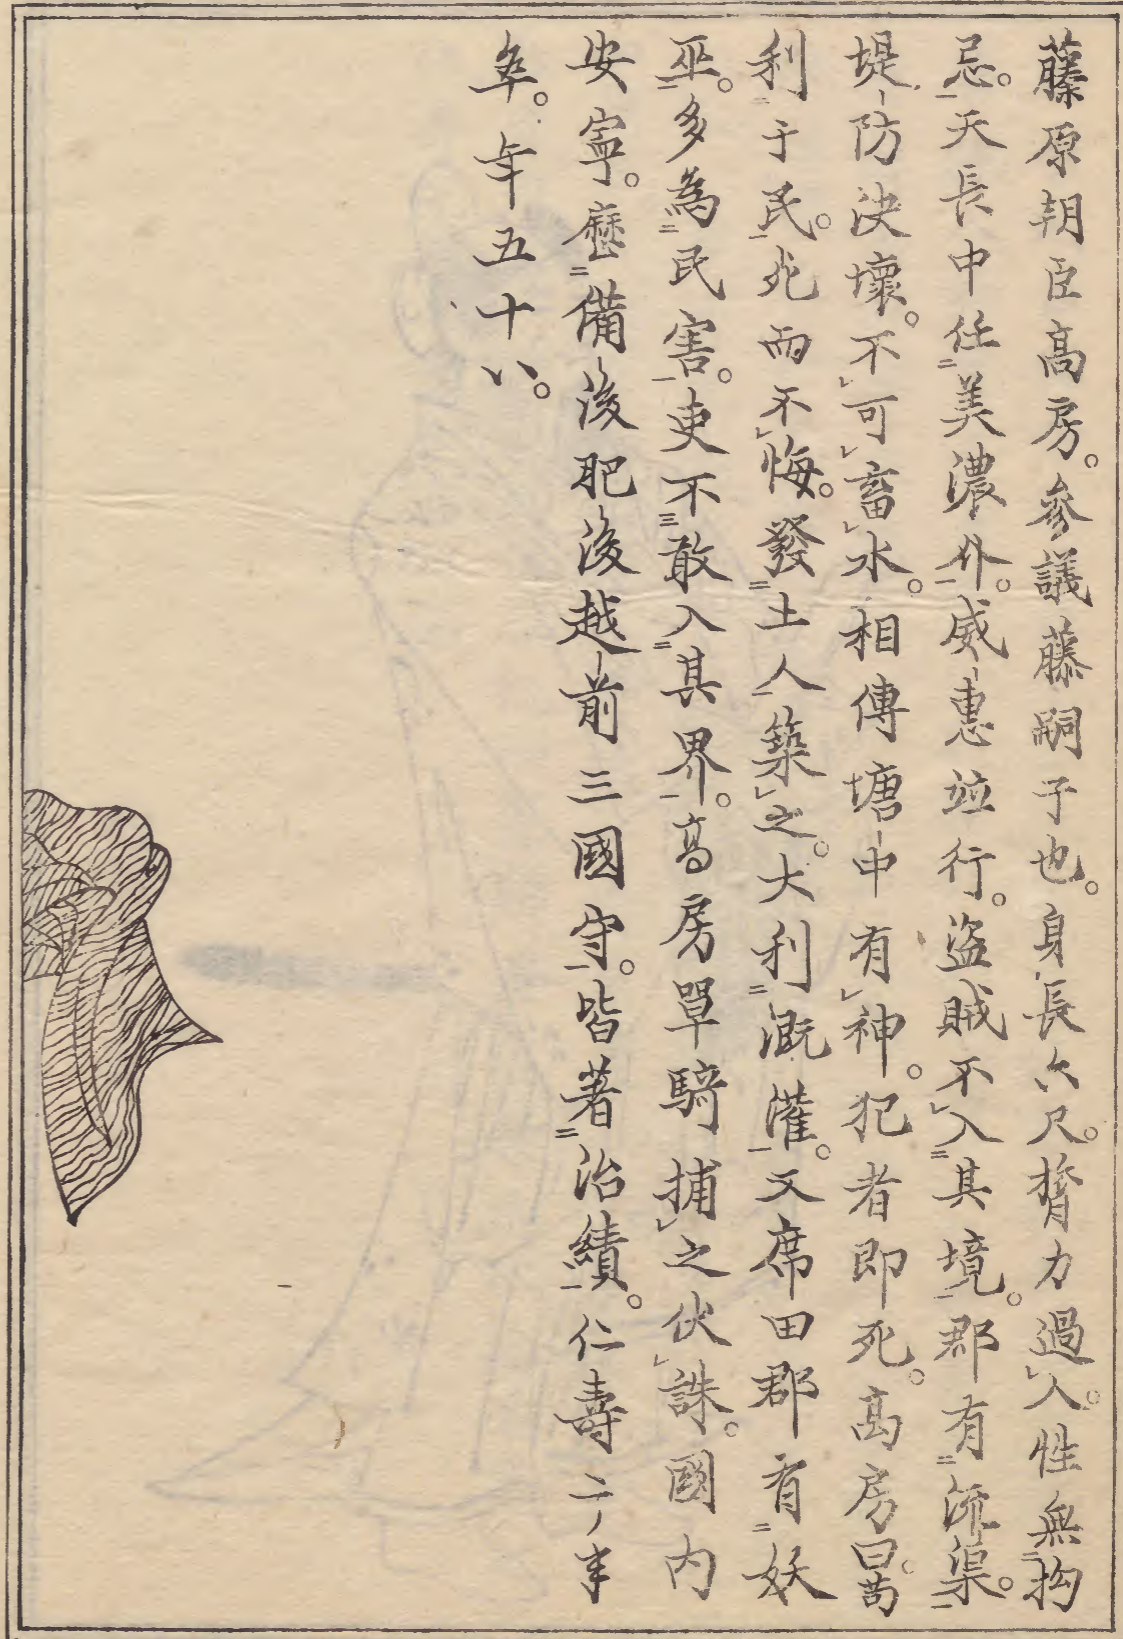 藤原朝臣高房。參議藤嗣子也。身長六尺。膂力過人。性無拘
忌。天長中任美濃介。威惠竝行。盜賊不入其境。郡有流渠。
堤防決壞。不可畜水。相傳塘中有神。犯者即死。高房曰。苟
利于民。死而不悔。發土人築之。大利漑灌。又席田郡有妖
巫。多為民害。吏不敢入其界。高房單騎捕之伏誅。國内
安寧。歷備後肥後越前三國守。皆著治績。仁壽二年
卒。年五十八。